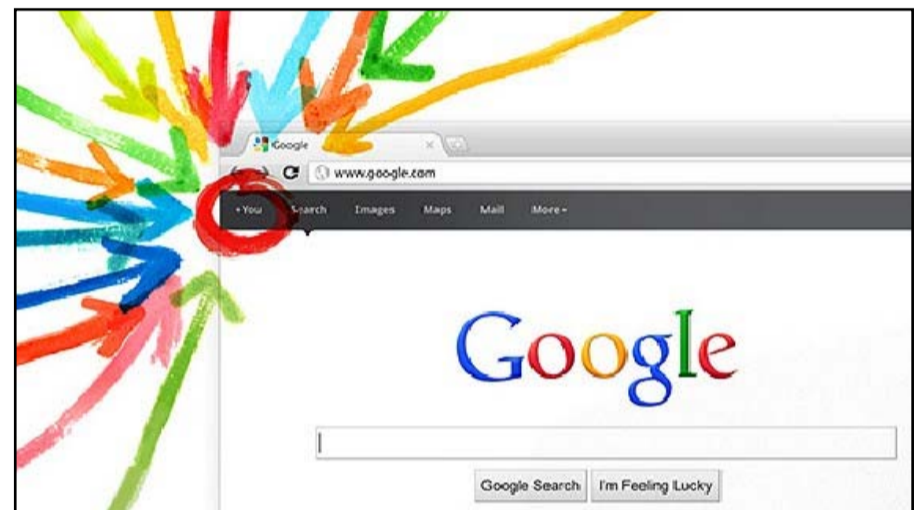 Google
www.google.com
+You Search Images Maps Mail More
Google
Google Search I'm Feeling Lucky